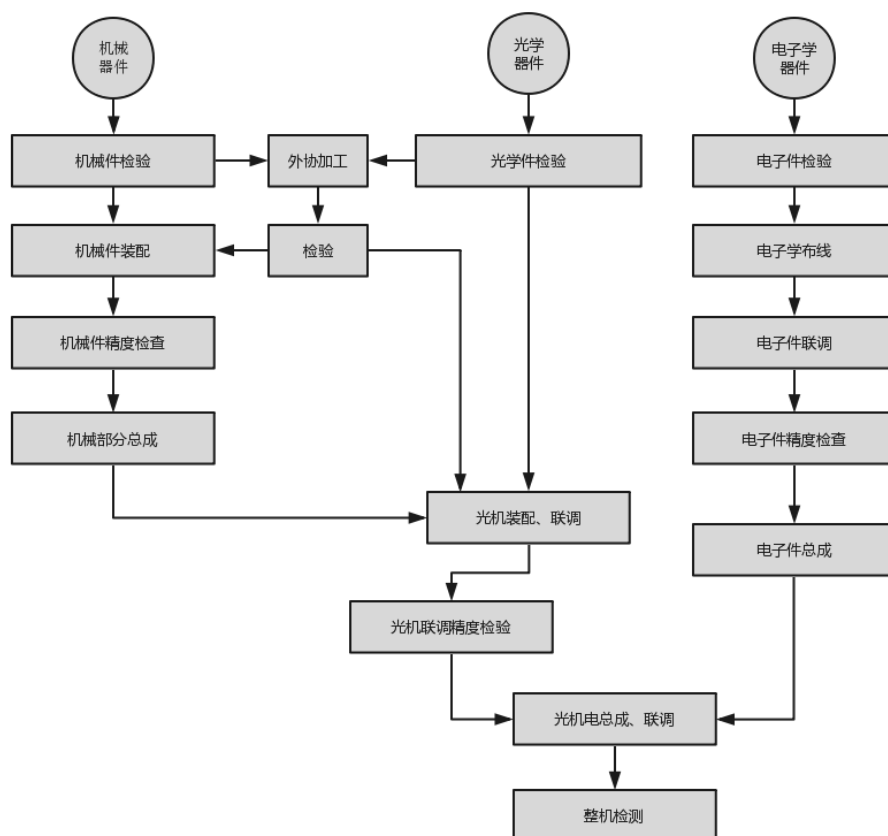 机械
器件
光学
器件
电子学
器件
机械件检验
外协加工
光学件检验
电子件检验
机械件装配
检验
电子学布线
机械件精度检查
电子件联调
机械部分总成
电子件精度检查
光机装配、联调
电子件总成
光机联调精度检验
光机电总成、联调
整机检测